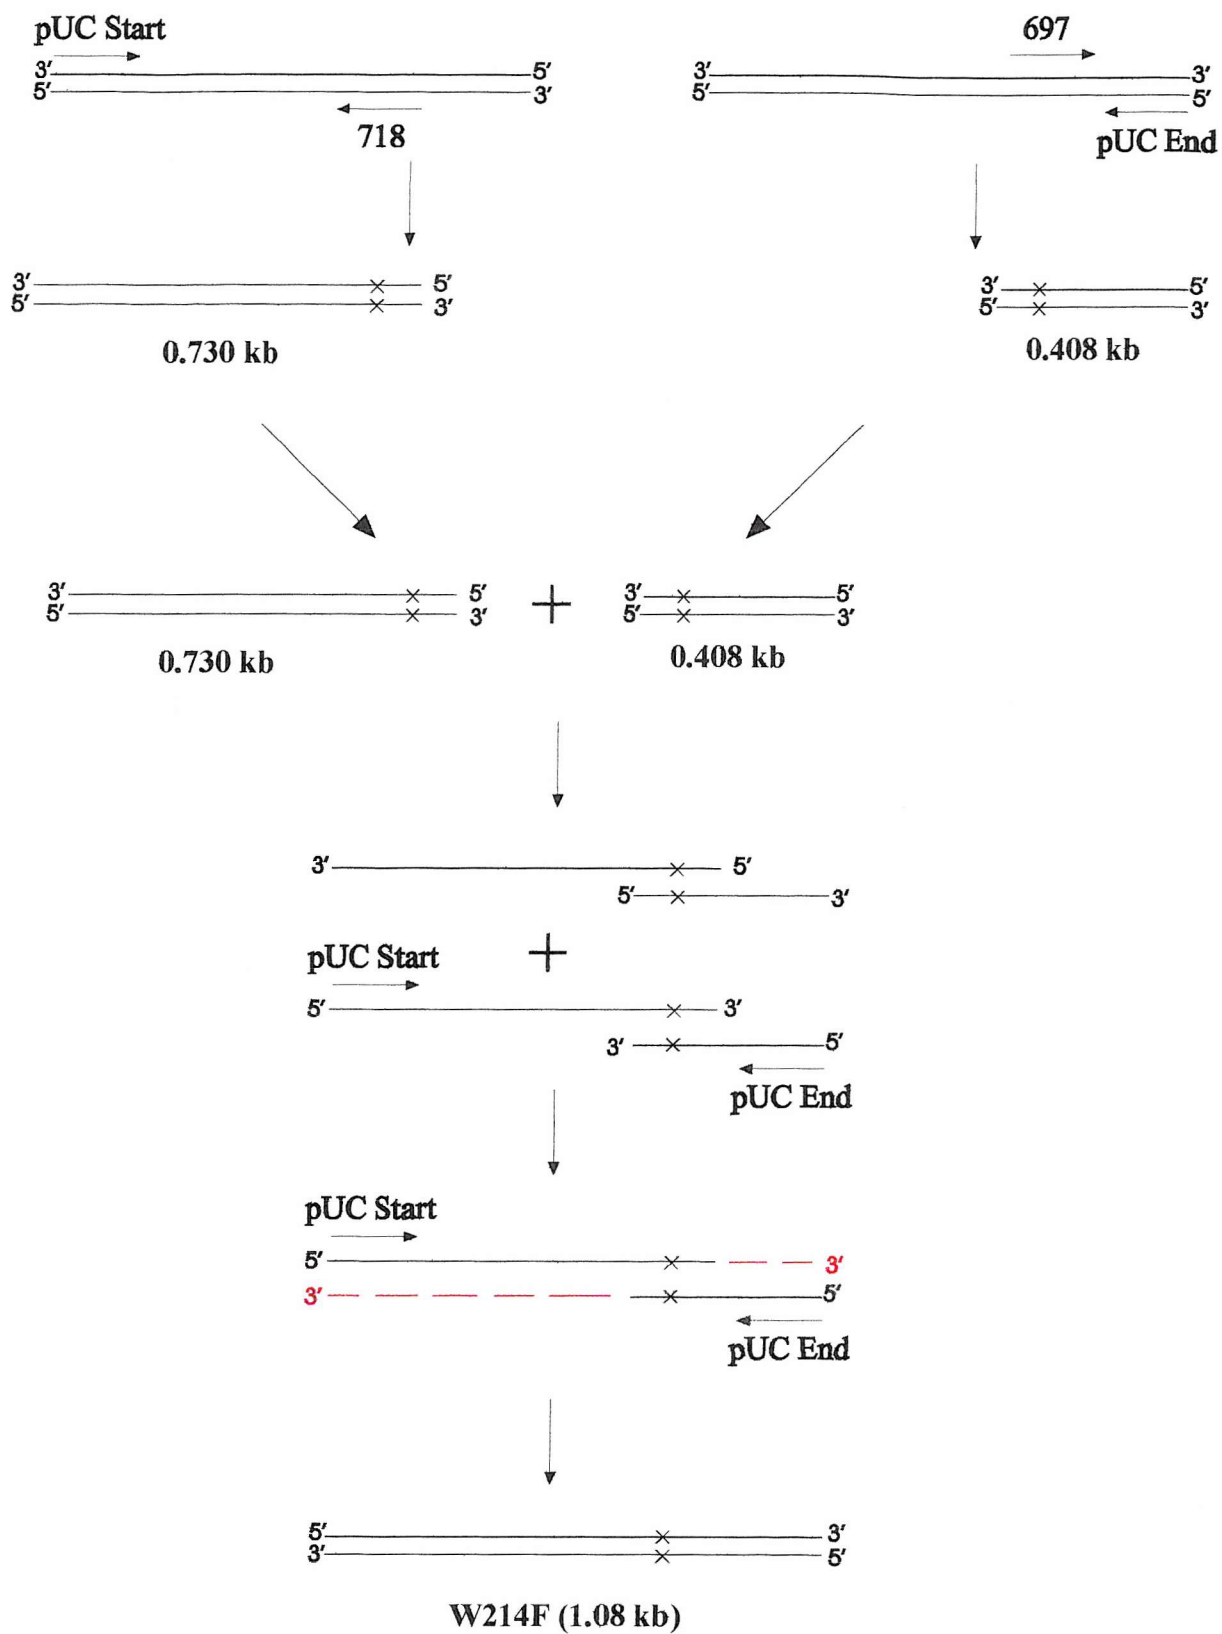 pUC Start
697
3' 5'
5' 3'
718
3' 3'
5' 5'
pUC End
3' 5'
5' 3'
0.730 kb
3' 5'
5' 3'
0.408 kb
3' 5'
5' 3'
0.730 kb
+
3' 5'
5' 3'
0.408 kb
3' 5'
5' 3'
+
pUC Start
5' 3'
3' 5'
pUC End
pUC Start
5' 3'
3' 5'
pUC End
5' 3'
3' 5'
W214F (1.08 kb)